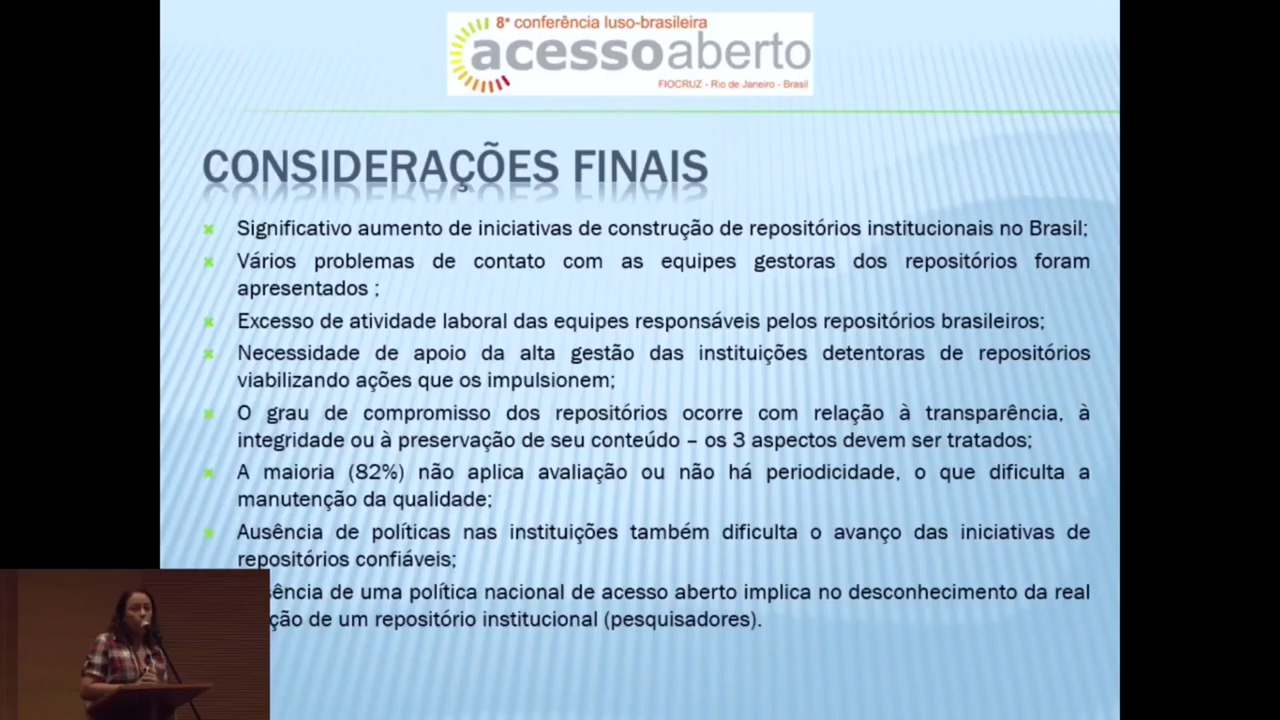 8ª conferência luso-brasileira
acessoaberto
FIOCRUZ - Rio de Janeiro - Brasil
CONSIDERAÇÕES FINAIS
Significativo aumento de iniciativas de construção de repositórios institucionais no Brasil;
Vários problemas de contato com as equipes gestoras dos repositórios foram
apresentados ;
Excesso de atividade laboral das equipes responsáveis pelos repositórios brasileiros;
Necessidade de apoio da alta gestão das instituições detentoras de repositórios
viabilizando ações que os impulsionem;
O grau de compromisso dos repositórios ocorre com relação à transparência, à
integridade ou à preservação de seu conteúdo – os 3 aspectos devem ser tratados;
A maioria (82%) não aplica avaliação ou não há periodicidade, o que dificulta a
manutenção da qualidade;
Ausência de políticas nas instituições também dificulta o avanço das iniciativas de
repositórios confiáveis;
de uma política nacional de acesso aberto implica no desconhecimento da real
de um repositório institucional (pesquisadores).